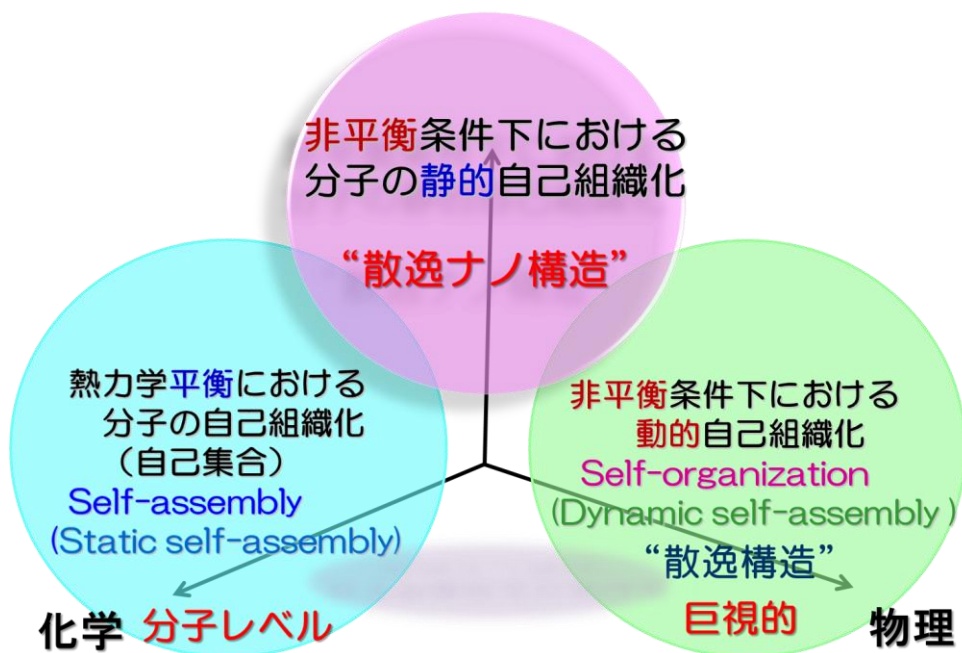 非平衡条件下における
分子の静的自己組織化
“散逸ナノ構造”
熱力学平衡における
分子の自己組織化
（自己集合）
Self-assembly
(Static self-assembly)
化学 分子レベル
非平衡条件下における
動的自己組織化
Self-organization
(Dynamic self-assembly)
“散逸構造”
巨視的 物理